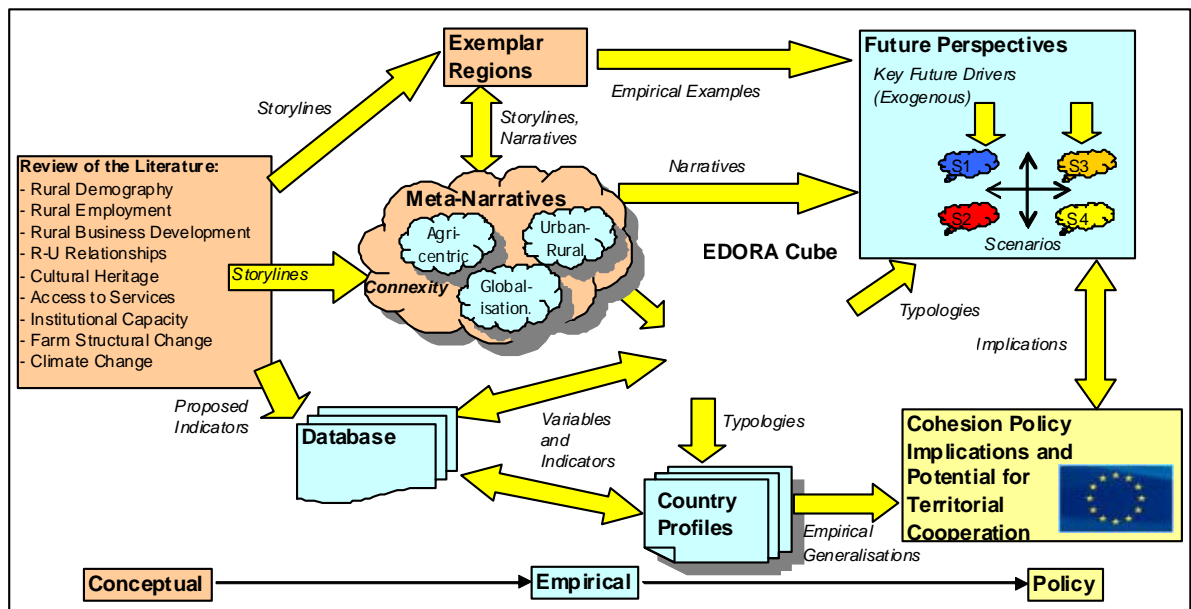 Exemplar
Regions
Future Perspectives
Key Future Drivers
(Exogenous)
S1
S3
S2
S4
Scenarios
Storylines
Empirical Examples
Storylines,
Narratives
Narratives
Review of the Literature:
- Rural Demography
- Rural Employment
- Rural Business Development
- R-U Relationships
- Cultural Heritage
- Access to Services
- Institutional Capacity
- Farm Structural Change
- Climate Change
Storylines
Meta-Narratives
Agri-
centric
Urban-
Rural
Connexity
Global-
isation.
EDORA Cube
Typologies
Implications
Proposed
Indicators
Database
Variables
and
Indicators
Typologies
Country
Profiles
Empirical
Generalisations
Cohesion Policy
Implications and
Potential for
Territorial
Cooperation
Conceptual
Empirical
Policy